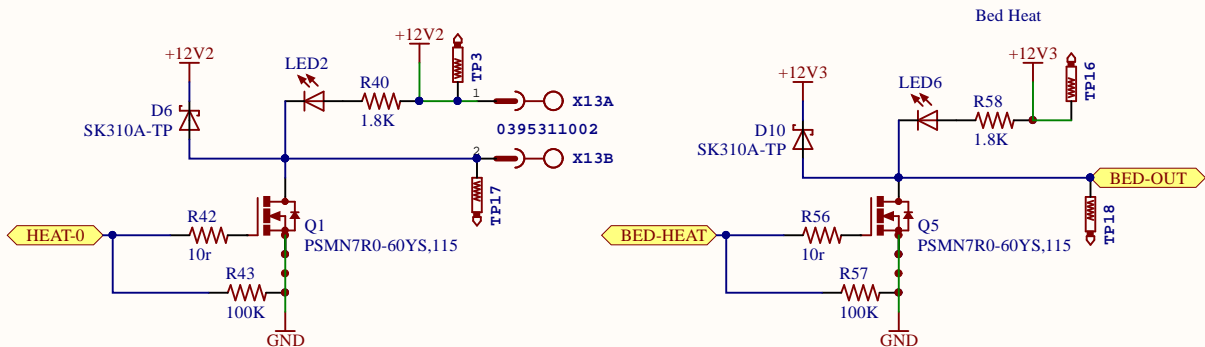 Bed Heat
+12V2
+12V2
LED2
R40
1.8K
TP3
1
X13A
0395311002
D6
SK310A-TP
2
X13B
TP17
HEAT-0
R42
10r
Q1
PSMN7R0-60YS,115
R43
100K
GND
+12V3
+12V3
LED6
R58
1.8K
TP16
D10
SK310A-TP
BED-OUT
TP18
BED-HEAT
R56
10r
Q5
PSMN7R0-60YS,115
R57
100K
GND